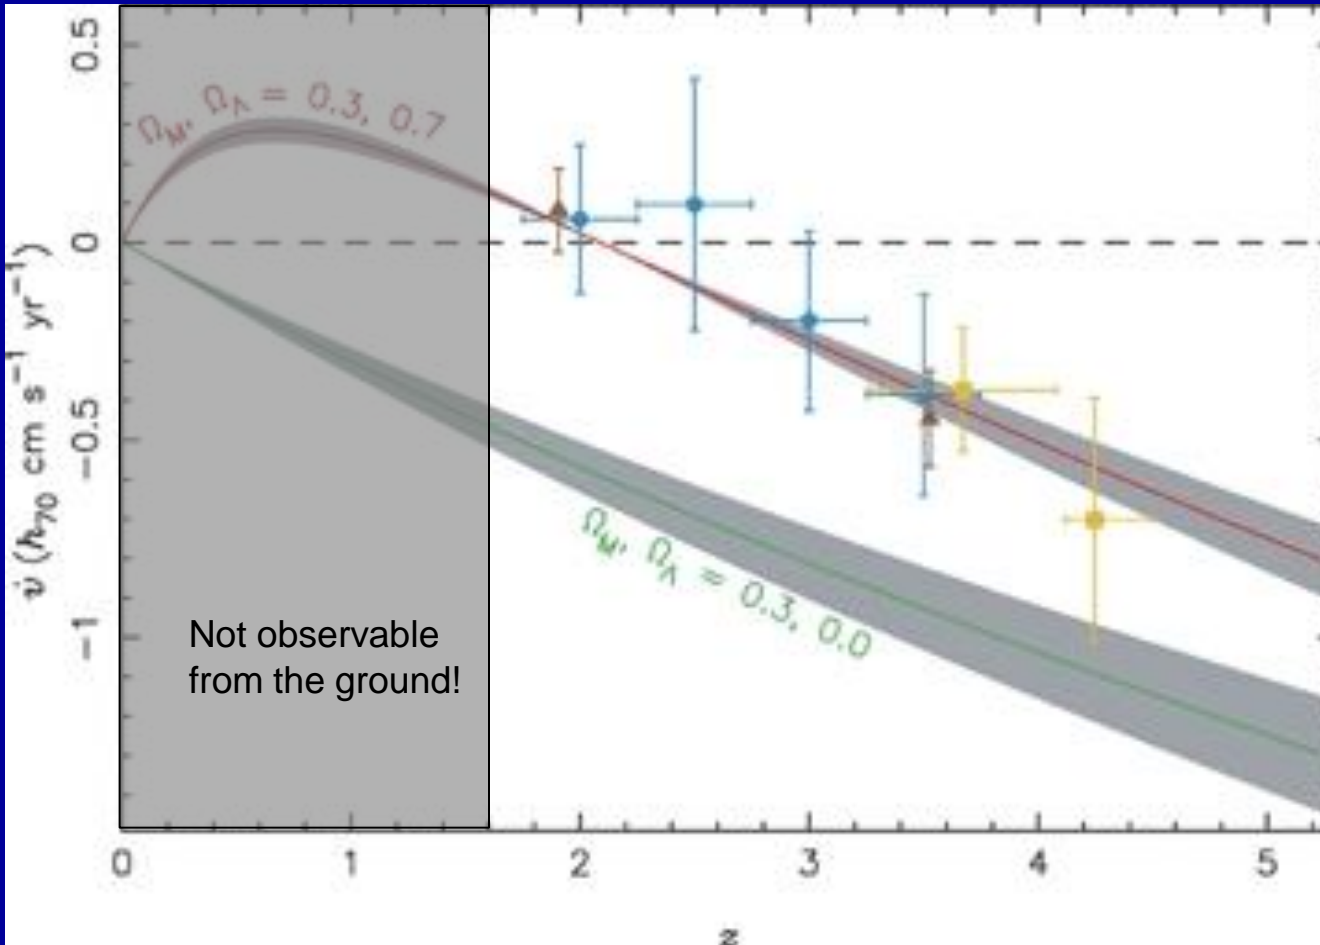 0.5
0
−0.5
−1
v̇ (h₇₀ cm s⁻¹ yr⁻¹)
Ω_M, Ω_Λ = 0.3, 0.7
Ω_M, Ω_Λ = 0.3, 0.0
Not observable
from the ground!
0 1 2 3 4 5
z